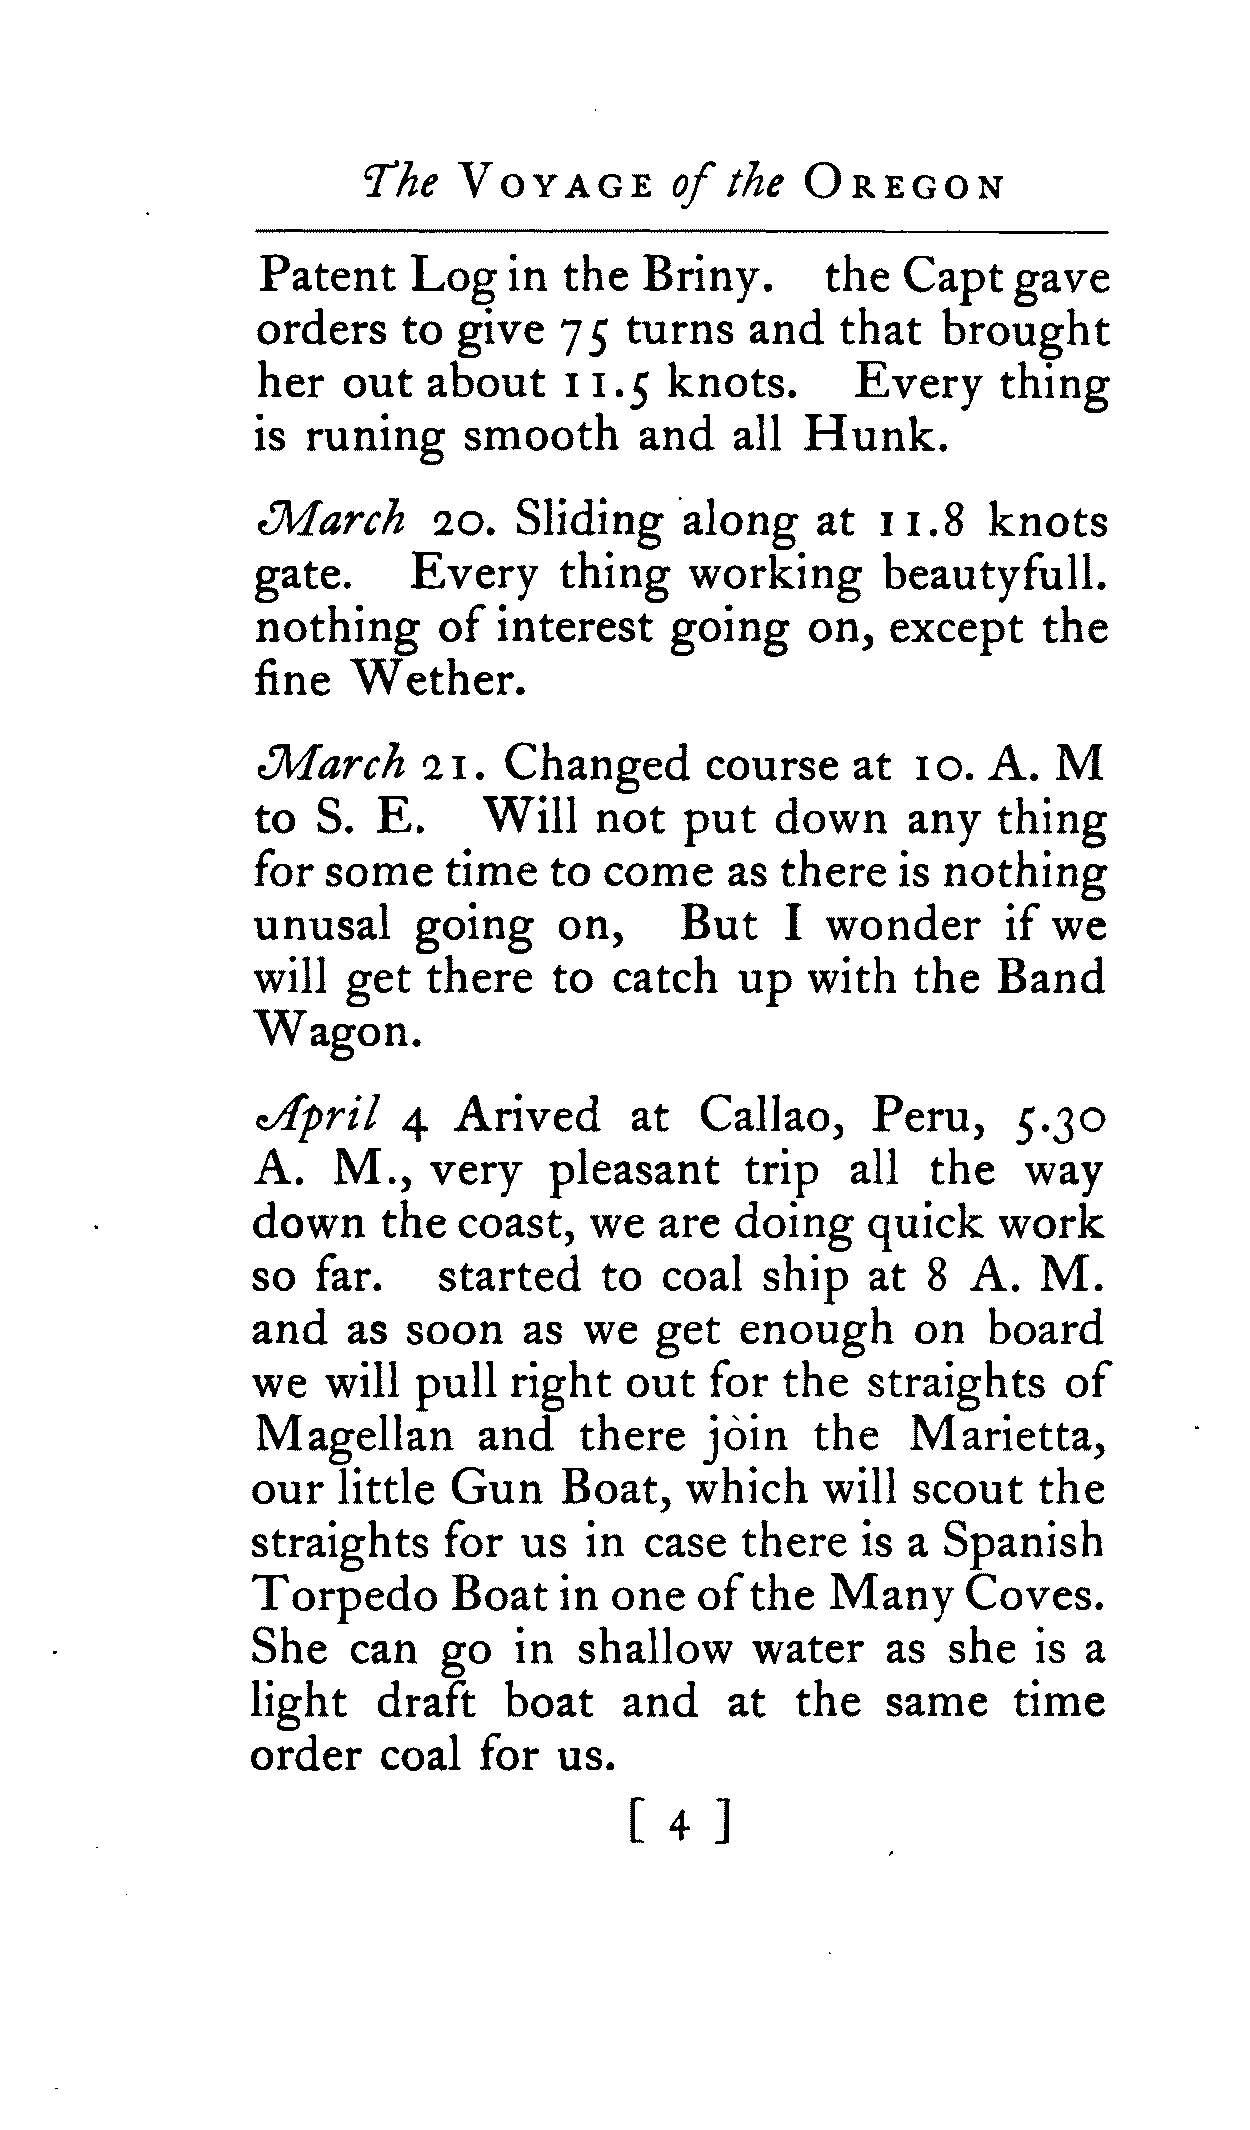 The VOYAGE of the OREGON
Patent Log in the Briny. the Capt gave
orders to give 75 turns and that brought
her out about 11.5 knots. Every thing
is runing smooth and all Hunk.
March 20. Sliding along at 11.8 knots
gate. Every thing working beautyfull.
nothing of interest going on, except the
fine Wether.
March 21. Changed course at 10. A. M
to S. E. Will not put down any thing
for some time to come as there is nothing
unusal going on, But I wonder if we
will get there to catch up with the Band
Wagon.
April 4 Arived at Callao, Peru, 5.30
A. M., very pleasant trip all the way
down the coast, we are doing quick work
so far. started to coal ship at 8 A. M.
and as soon as we get enough on board
we will pull right out for the straights of
Magellan and there join the Marietta,
our little Gun Boat, which will scout the
straights for us in case there is a Spanish
Torpedo Boat in one of the Many Coves.
She can go in shallow water as she is a
light draft boat and at the same time
order coal for us.
[ 4 ]